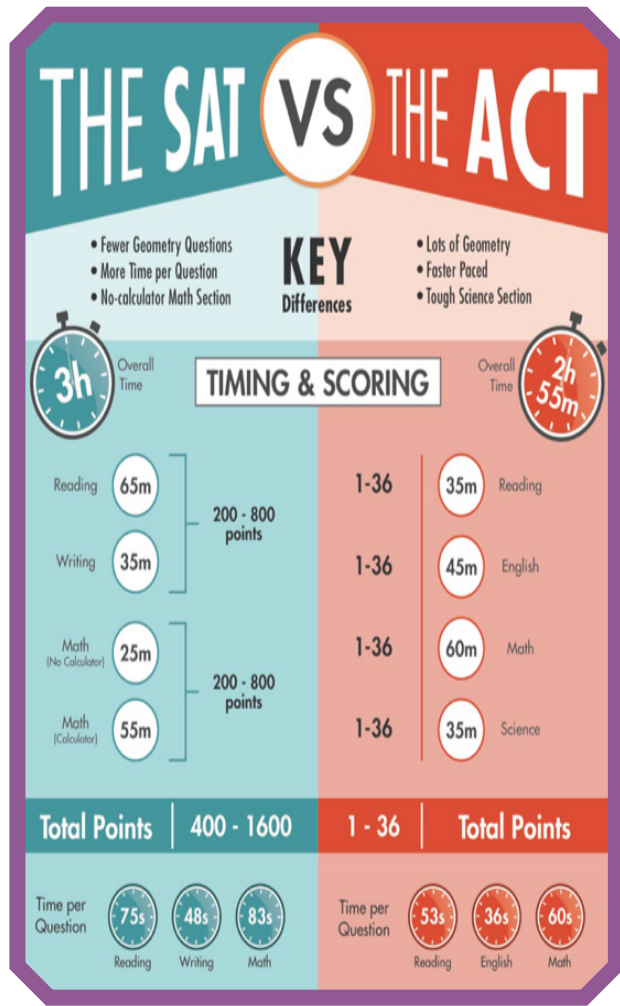 THE SAT VS THE ACT
• Fewer Geometry Questions
• More Time per Question
• No-calculator Math Section
KEY
Differences
• Lots of Geometry
• Faster Paced
• Tough Science Section
3h
Overall
Time
TIMING & SCORING
Overall
Time
2h
55m
Reading 65m
Writing 35m
200 - 800
points
Math
(No Calculator)
25m
Math
(Calculator)
55m
200 - 800
points
1-36 35m Reading
1-36 45m English
1-36 60m Math
1-36 35m Science
Total Points 400 - 1600
1 - 36 Total Points
Time per
Question
75s 48s 83s
Reading Writing Math
Time per
Question
53s 36s 60s
Reading English Math